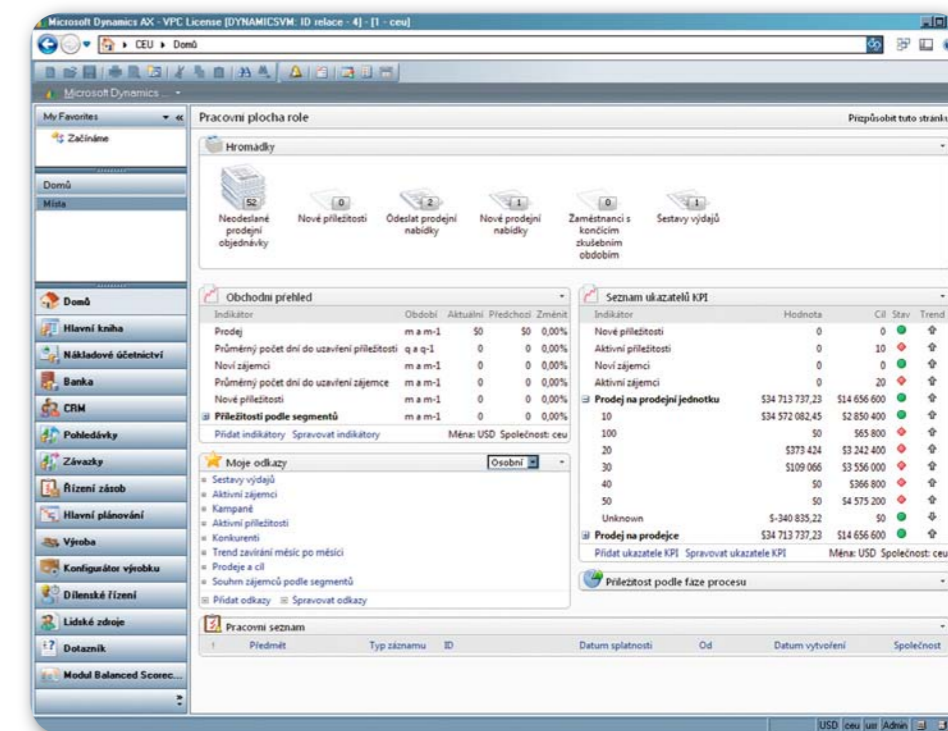 Microsoft Dynamics AX - VPC License [DYNAMICSVM: ID relace - 4] - [1 - ceu]
CEU Domů
Microsoft Dynamics ...
My Favorites
Začínáme
Domů
Místa
Domů
Hlavní kniha
Nákladové účetnictví
Banka
CRM
Pohledávky
Závazky
Řízení zásob
Hlavní plánování
Výroba
Konfigurátor výrobku
Dílenské řízení
Lidské zdroje
Dotazník
Modul Balanced Scorec...
Pracovní plocha role
Přizpůsobit tuto stránku
Hromádky
52 0 2 1 0 1
Neodeslané Nové příležitosti Odeslat prodejní Nové prodejní Zaměstnanci s Sestavy výdajů
prodejní nabídky nabídky končícím
objednávky zkušebním
obdobím
Obchodní přehled
Indikátor Období Aktuální Předchozí Změnit
Prodej m a m-1 $0 $0 0,00%
Průměrný počet dní do uzavření příležitosti q a q-1 0 0 0,00%
Noví zájemci m a m-1 0 0 0,00%
Průměrný počet dní do uzavření zájemce m a m-1 0 0 0,00%
Nové příležitosti m a m-1 0 0 0,00%
Příležitosti podle segmentů m a m-1 0 0 0,00%
Přidat indikátory Spravovat indikátory Měna: USD Společnost: ceu
Moje odkazy Osobní
Sestavy výdajů
Aktivní zájemci
Kampaně
Aktivní příležitosti
Konkurenti
Trend zavírání měsíc po měsíci
Prodeje a cíl
Souhrn zájemců podle segmentů
Přidat odkazy Spravovat odkazy
Seznam ukazatelů KPI
Indikátor Hodnota Cíl Stav Trend
Nové příležitosti 0 0
Aktivní příležitosti 0 10
Noví zájemci 0 0
Aktivní zájemci 0 20
Prodej na prodejní jednotku $34 713 737,23 $14 656 600
10 $34 572 082,45 $2 850 400
100 $0 $65 800
20 $373 424 $3 242 400
30 $109 066 $3 556 000
40 $0 $366 800
50 $0 $4 575 200
Unknown $-340 835,22 $0
Prodej na prodejce $34 713 737,23 $14 656 600
Přidat ukazatele KPI Spravovat ukazatele KPI Měna: USD Společnost: ceu
Příležitost podle fáze procesu
Pracovní seznam
Předmět Typ záznamu ID Datum splatnosti Od Datum vytvoření Společnost
USD ceu usr Admin